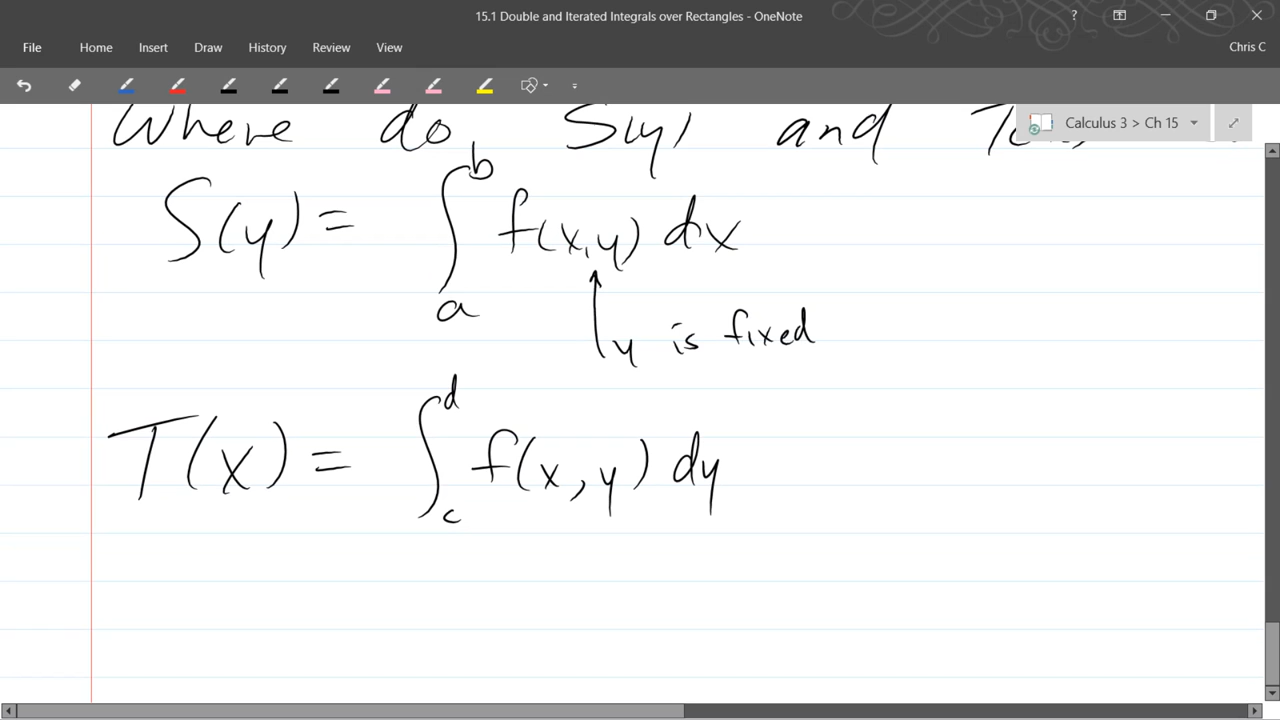 15.1 Double and Iterated Integrals over Rectangles - OneNote
File Home Insert Draw History Review View Chris C
Calculus 3 > Ch 15
Where do S(y) and
S(y) = ∫_a^b f(x,y) dx
y is fixed
T(x) = ∫_c^d f(x,y) dy